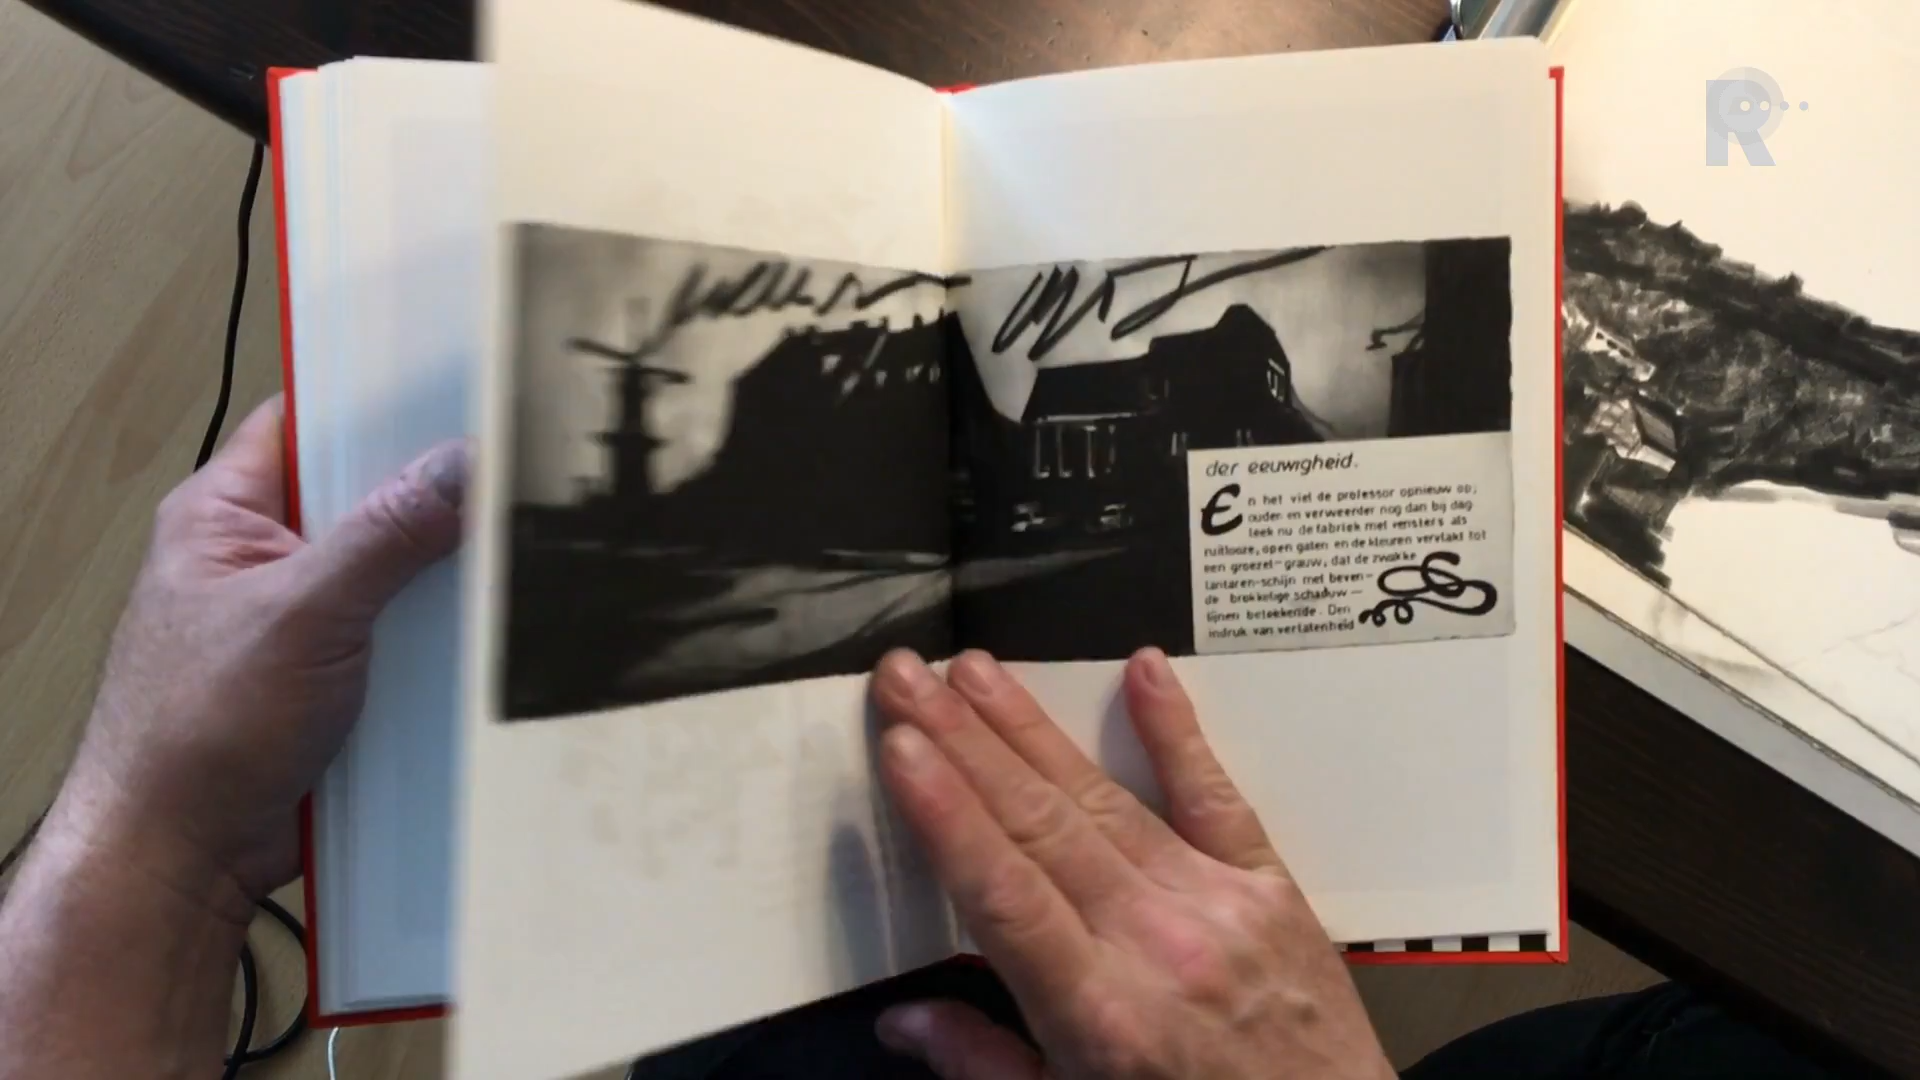 R
der eeuwigheid.
En het viel de professor opnieuw op;
ouder en verweerder nog dan bij dag
leek nu de fabriek met vensters als
ruitlooze, open gaten en de kleuren vervlakt tot
een groezel-grauw, dat de zwakke
lantaren-schijn met beven-
de brokkelige schaduw-
lijnen betokkende. Den
indruk van verlatenheid